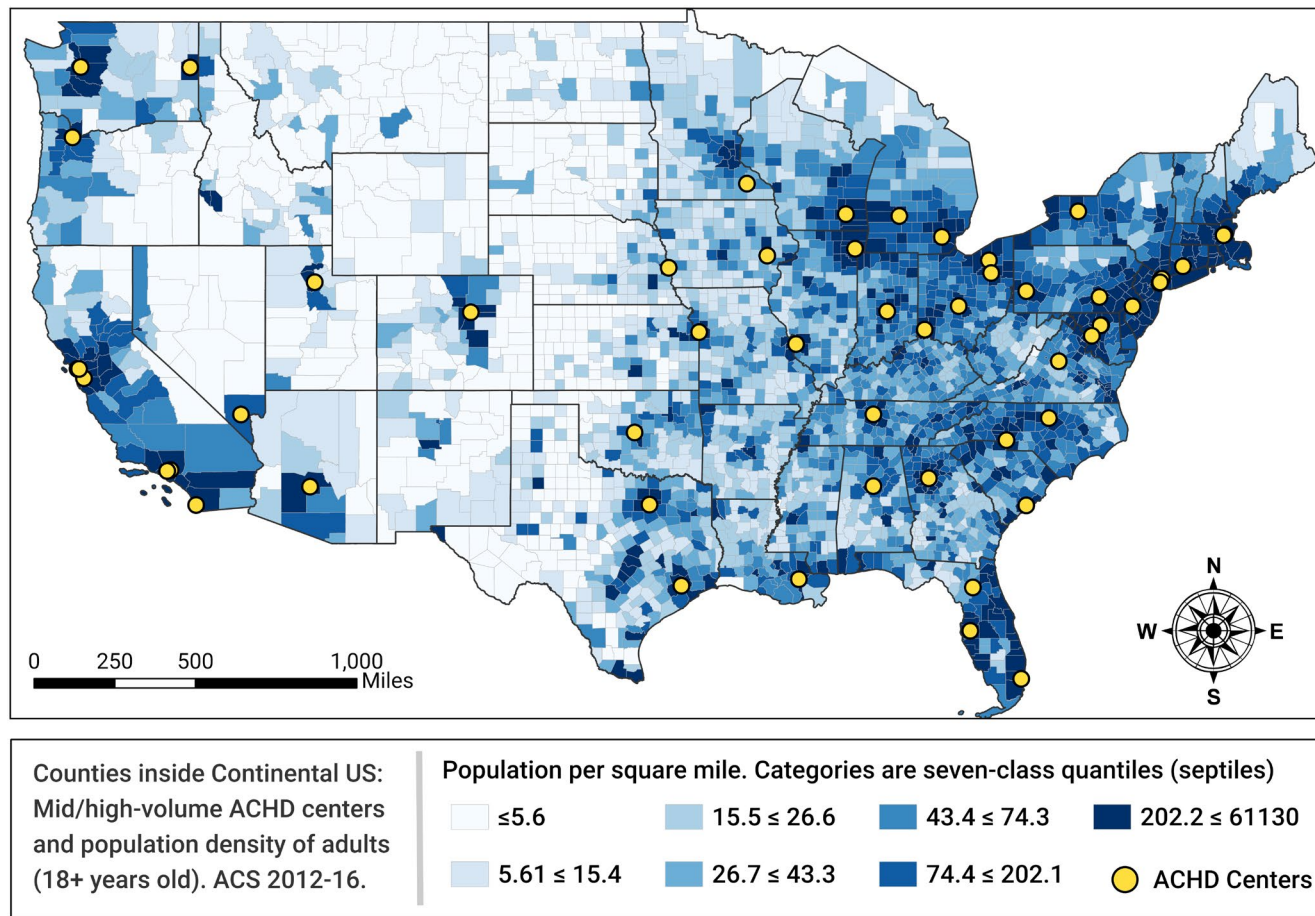 N
W
E
S
0
250
500
1,000
Miles
Counties inside Continental US:
Mid/high-volume ACHD centers
and population density of adults
(18+ years old). ACS 2012-16.
Population per square mile. Categories are seven-class quantiles (septiles)
≤5.6
15.5 ≤ 26.6
43.4 ≤ 74.3
202.2 ≤ 61130
5.61 ≤ 15.4
26.7 ≤ 43.3
74.4 ≤ 202.1
ACHD Centers